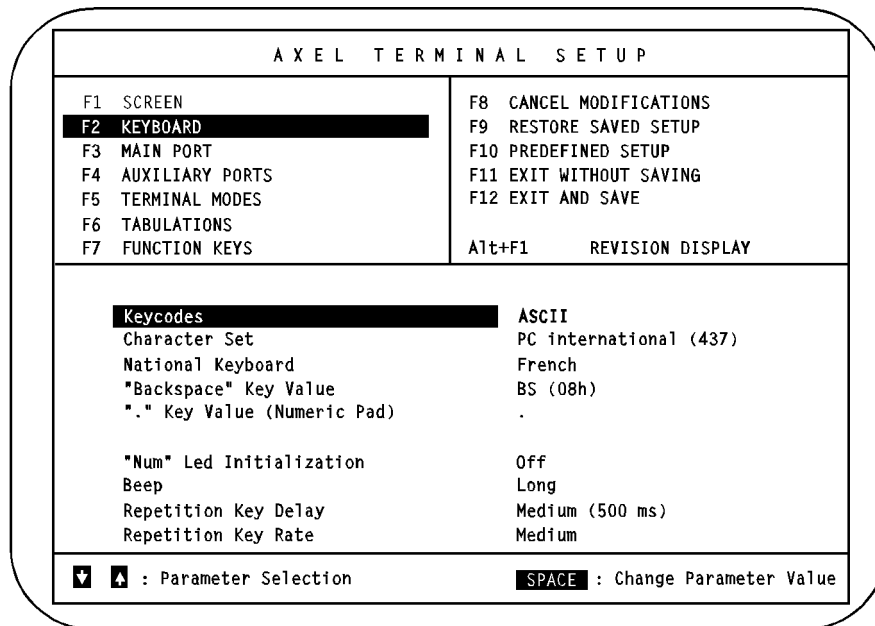 AXEL TERMINAL SETUP
F1 SCREEN
F2 KEYBOARD
F3 MAIN PORT
F4 AUXILIARY PORTS
F5 TERMINAL MODES
F6 TABULATIONS
F7 FUNCTION KEYS
F8 CANCEL MODIFICATIONS
F9 RESTORE SAVED SETUP
F10 PREDEFINED SETUP
F11 EXIT WITHOUT SAVING
F12 EXIT AND SAVE
Alt+F1 REVISION DISPLAY
Keycodes ASCII
Character Set PC international (437)
National Keyboard French
"Backspace" Key Value BS (08h)
"." Key Value (Numeric Pad) .
"Num" Led Initialization Off
Beep Long
Repetition Key Delay Medium (500 ms)
Repetition Key Rate Medium
: Parameter Selection SPACE : Change Parameter Value